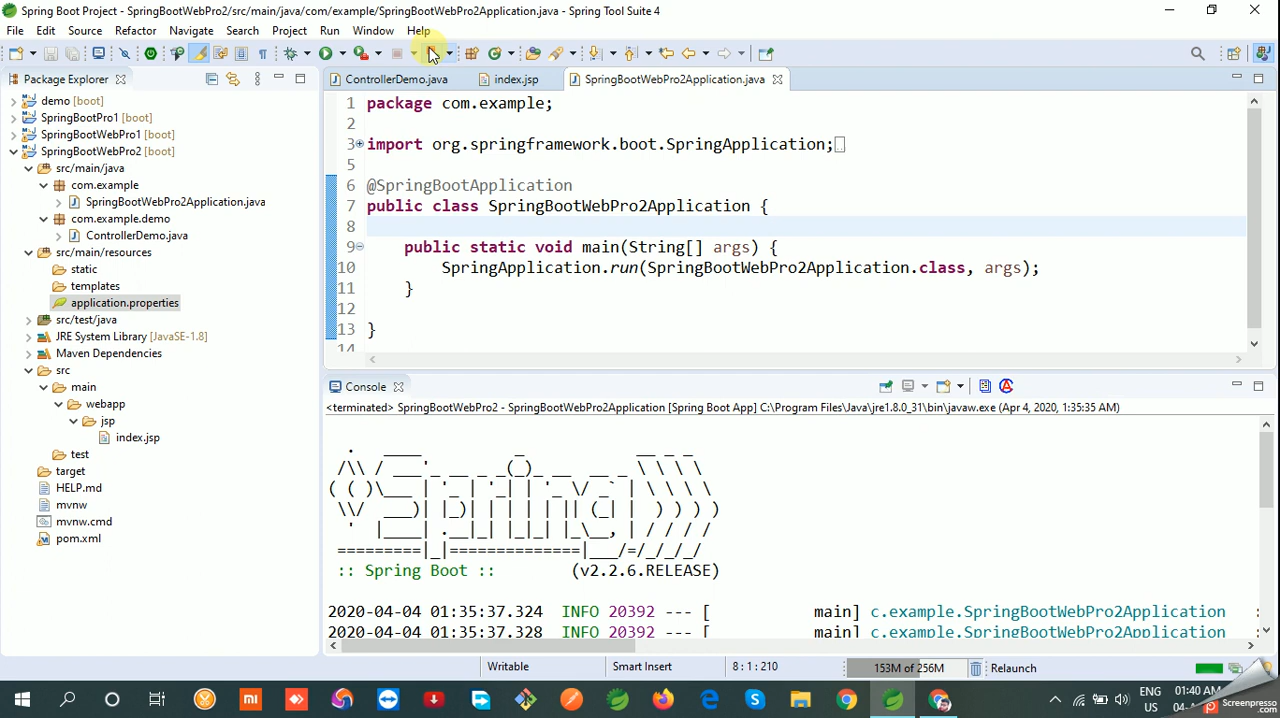 Spring Boot Project - SpringBootWebPro2/src/main/java/com/example/SpringBootWebPro2Application.java - Spring Tool Suite 4
File Edit Source Refactor Navigate Search Project Run Window Help
Package Explorer
ControllerDemo.java index.jsp SpringBootWebPro2Application.java
demo [boot]
SpringBootPro1 [boot]
SpringBootWebPro1 [boot]
SpringBootWebPro2 [boot]
src/main/java
com.example
SpringBootWebPro2Application.java
com.example.demo
ControllerDemo.java
src/main/resources
static
templates
application.properties
src/test/java
JRE System Library [JavaSE-1.8]
Maven Dependencies
src
main
webapp
jsp
index.jsp
test
target
HELP.md
mvnw
mvnw.cmd
pom.xml
1 package com.example;
2
3 import org.springframework.boot.SpringApplication;
5
6 @SpringBootApplication
7 public class SpringBootWebPro2Application {
8
9 public static void main(String[] args) {
10 SpringApplication.run(SpringBootWebPro2Application.class, args);
11 }
12
13 }
14
Console
<terminated> SpringBootWebPro2 - SpringBootWebPro2Application [Spring Boot App] C:\Program Files\Java\jre1.8.0_31\bin\javaw.exe (Apr 4, 2020, 1:35:35 AM)
Spring
:: Spring Boot :: (v2.2.6.RELEASE)
2020-04-04 01:35:37.324 INFO 20392 --- [ main] c.example.SpringBootWebPro2Application :
2020-04-04 01:35:37.328 INFO 20392 --- [ main] c.example.SpringBootWebPro2Application :
Writable Smart Insert 8 : 1 : 210 153M of 256M Relaunch
ENG
US
01:40 AM
Screenpresso
.com